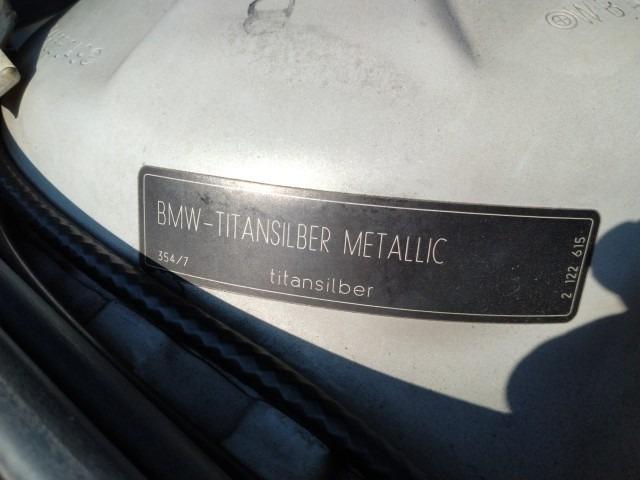 BMW-TITANSILBER METALLIC
354/7
titansilber
2 122 615